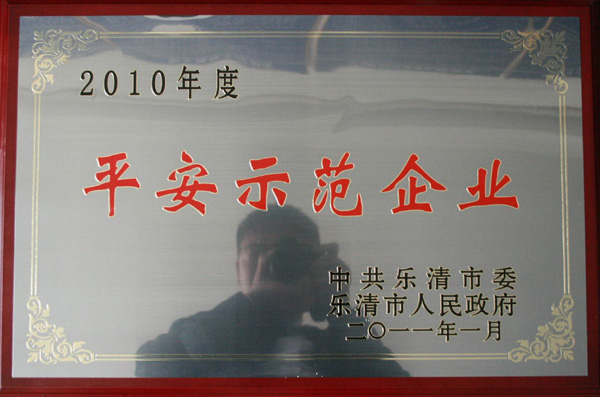 2010年度
平安示范企业
中共乐清市委
乐清市人民政府
二〇一一年一月